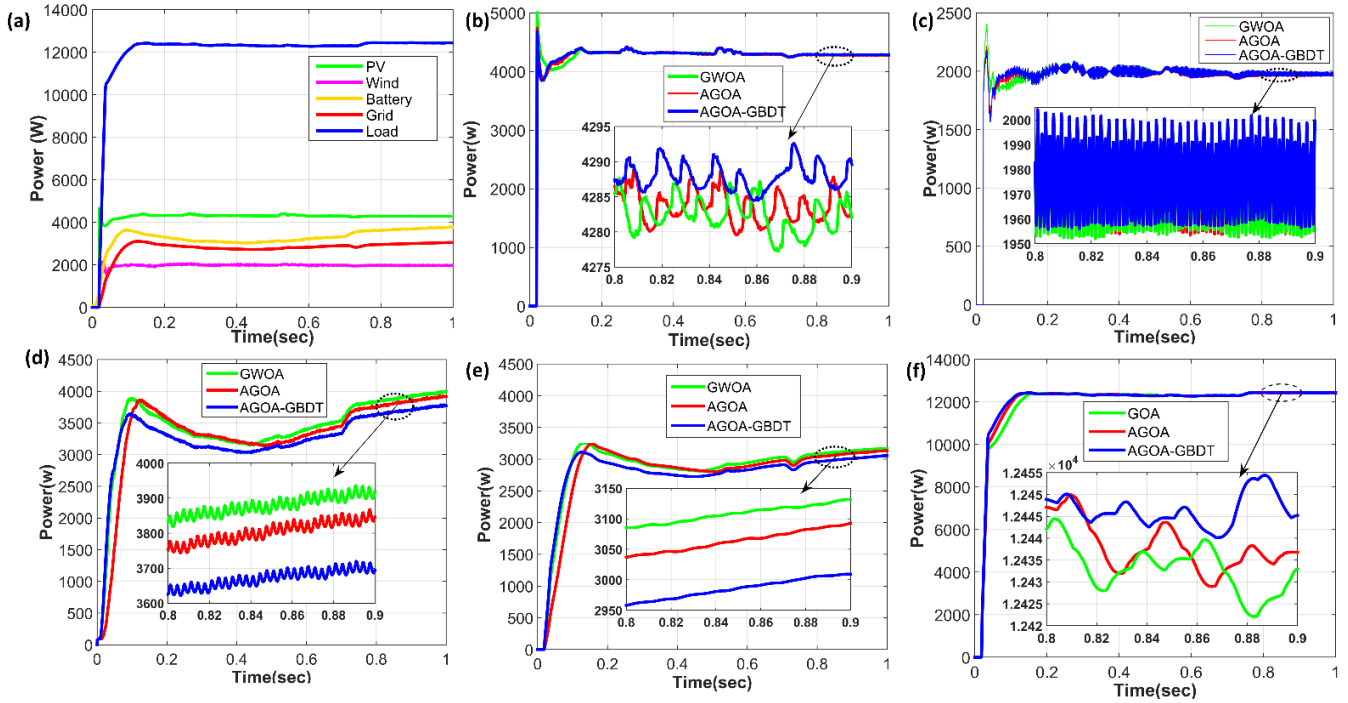 (a)
Power (W)
14000
12000
10000
8000
6000
4000
2000
0
PV
Wind
Battery
Grid
Load
0 0.2 0.4 0.6 0.8 1
Time(sec)
(b)
Power(w)
5000
4000
3000
2000
1000
0
GWOA
AGOA
AGOA-GBDT
4295
4290
4285
4280
4275
0.8 0.82 0.84 0.86 0.88 0.9
0 0.2 0.4 0.6 0.8 1
Time(sec)
(c)
Power(w)
2500
2000
1500
1000
500
0
GWOA
AGOA
AGOA-GBDT
2000
1990
1980
1970
1960
1950
0.8 0.82 0.84 0.86 0.88 0.9
0 0.2 0.4 0.6 0.8 1
Time(sec)
(d)
Power(w)
4500
4000
3500
3000
2500
2000
1500
1000
500
0
GWOA
AGOA
AGOA-GBDT
4000
3900
3800
3700
3600
0.8 0.82 0.84 0.86 0.88 0.9
0 0.2 0.4 0.6 0.8 1
Time(sec)
(e)
Power(w)
4500
4000
3500
3000
2500
2000
1500
1000
500
0
GWOA
AGOA
AGOA-GBDT
3150
3100
3050
3000
2950
0.8 0.82 0.84 0.86 0.88 0.9
0 0.2 0.4 0.6 0.8 1
Time(sec)
(f)
Power(w)
14000
12000
10000
8000
6000
4000
2000
0
GOA
AGOA
AGOA-GBDT
× 10⁴
1.2455
1.245
1.2445
1.244
1.2435
1.243
1.2425
1.242
0.8 0.82 0.84 0.86 0.88 0.9
0 0.2 0.4 0.6 0.8 1
Time(sec)